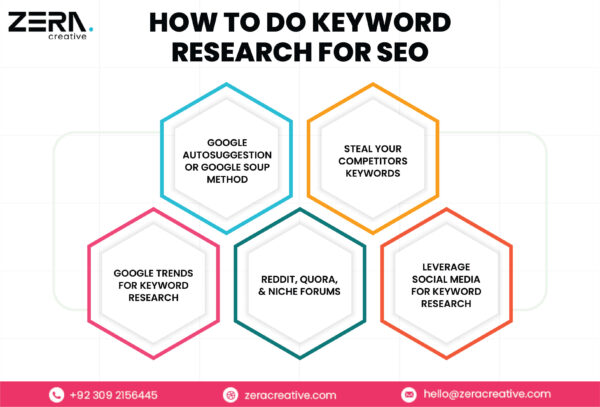 ZERA.
creative
HOW TO DO KEYWORD
RESEARCH FOR SEO
GOOGLE
AUTOSUGGESTION
OR GOOGLE SOUP
METHOD
STEAL YOUR
COMPETITORS
KEYWORDS
GOOGLE TRENDS
FOR KEYWORD
RESEARCH
REDDIT, QUORA,
& NICHE FORUMS
LEVERAGE
SOCIAL MEDIA
FOR KEYWORD
RESEARCH
+92 309 2156445
zeracreative.com
hello@zeracreative.com